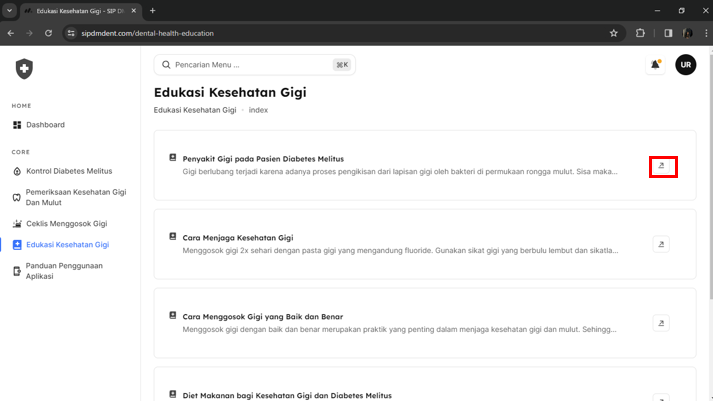 Edukasi Kesehatan Gigi – SIP DM
sipdmdent.com/dental-health-education
Pencarian Menu ...
⌘K
UR
HOME
Dashboard
CORE
Kontrol Diabetes Melitus
Pemeriksaan Kesehatan Gigi
Dan Mulut
Ceklis Menggosok Gigi
Edukasi Kesehatan Gigi
Panduan Penggunaan
Aplikasi
Edukasi Kesehatan Gigi
Edukasi Kesehatan Gigi · index
Penyakit Gigi pada Pasien Diabetes Melitus
Gigi berlubang terjadi karena adanya proses pengikisan dari lapisan gigi oleh bakteri di permukaan rongga mulut. Sisa maka...
Cara Menjaga Kesehatan Gigi
Menggosok gigi 2x sehari dengan pasta gigi yang mengandung fluoride. Gunakan sikat gigi yang berbulu lembut dan sikatla...
Cara Menggosok Gigi yang Baik dan Benar
Menggosok gigi dengan baik dan benar merupakan praktik yang penting dalam menjaga kesehatan gigi dan mulut. Sehingg...
Diet Makanan bagi Kesehatan Gigi dan Diabetes Melitus